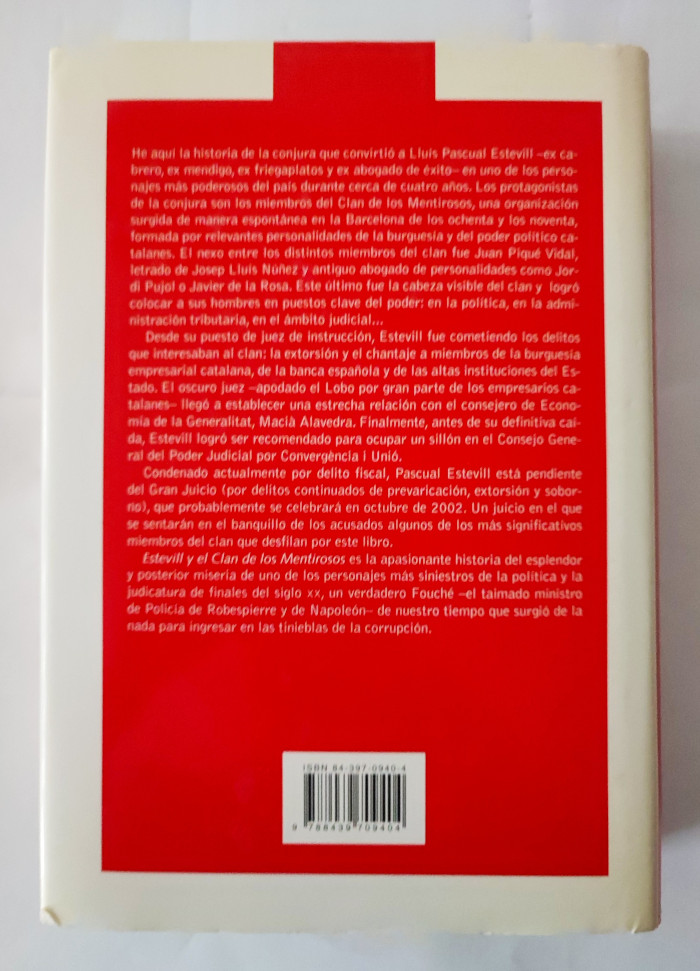 He aquí la historia de la conjura que convirtió a Lluis Pascual Estevill –ex ca-
brero, ex mendigo, ex friegaplatos y ex abogado de éxito– en uno de los perso-
najes más poderosos del país durante cerca de cuatro años. Los protagonistas
de la conjura son los miembros del Clan de los Mentirosos, una organización
surgida de manera espontánea en la Barcelona de los ochenta y los noventa,
formada por relevantes personalidades de la burguesía y del poder político ca-
talanes. El nexo entre los distintos miembros del clan fue Juan Piqué Vidal,
letrado de Josep Lluís Núñez y antiguo abogado de personalidades como Jor-
di Pujol o Javier de la Rosa. Este último fue la cabeza visible del clan y logró
colocar a sus hombres en puestos clave del poder: en la política, en la admi-
nistración tributaria, en el ámbito judicial...
Desde su puesto de juez de instrucción, Estevill fue cometiendo los delitos
que interesaban al clan: la extorsión y el chantaje a miembros de la burguesía
empresarial catalana, de la banca española y de las altas instituciones del Es-
tado. El oscuro juez –apodado el Lobo por gran parte de los empresarios ca-
talanes– llegó a establecer una estrecha relación con el consejero de Econo-
mía de la Generalitat, Macià Alavedra. Finalmente, antes de su definitiva caí-
da, Estevill logró ser recomendado para ocupar un sillón en el Consejo Gene-
ral del Poder Judicial por Convergència i Unió.
Condenado actualmente por delito fiscal, Pascual Estevill está pendiente
del Gran Juicio (por delitos continuados de prevaricación, extorsión y sobor-
no), que probablemente se celebrará en octubre de 2002. Un juicio en el que
se sentarán en el banquillo de los acusados algunos de los más significativos
miembros del clan que desfilan por este libro.
Estevill y el Clan de los Mentirosos es la apasionante historia del esplendor
y posterior miseria de uno de los personajes más siniestros de la política y la
judicatura de finales del siglo XX, un verdadero Fouché –el taimado ministro
de Policía de Robespierre y de Napoleón– de nuestro tiempo que surgió de la
nada para ingresar en las tinieblas de la corrupción.
ISBN 84-397-0940-4
9 788439 709404